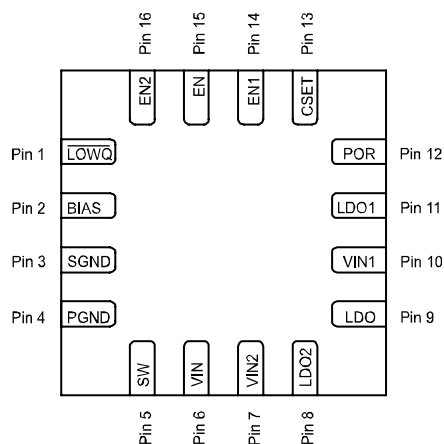 Pin 16
Pin 15
Pin 14
Pin 13
EN2
EN
EN1
CSET
Pin 1
LOWQ
POR
Pin 12
Pin 2
BIAS
LDO1
Pin 11
Pin 3
SGND
VIN1
Pin 10
Pin 4
PGND
LDO
Pin 9
SW
VIN
VIN2
LDO2
Pin 5
Pin 6
Pin 7
Pin 8